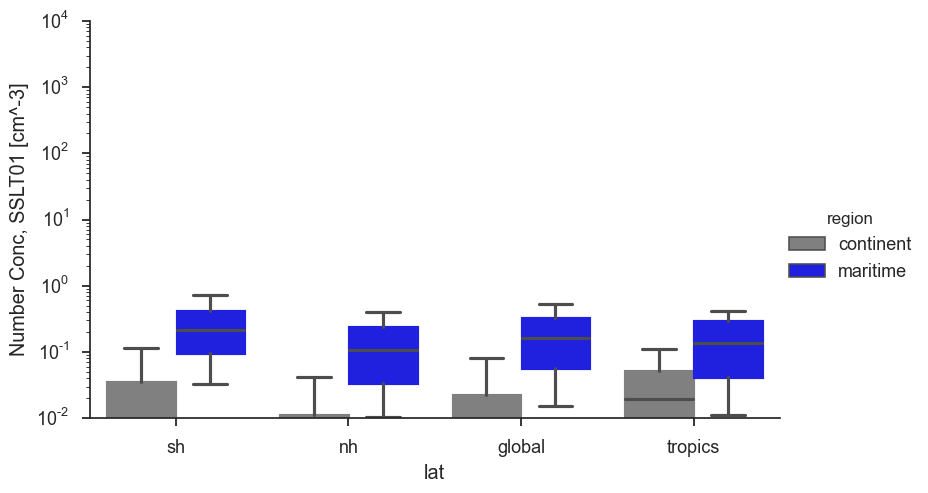 Number Conc, SSLT01 [cm^-3]
10^4
10^3
10^2
10^1
10^0
10^-1
10^-2
sh nh global tropics
lat
region
continent
maritime